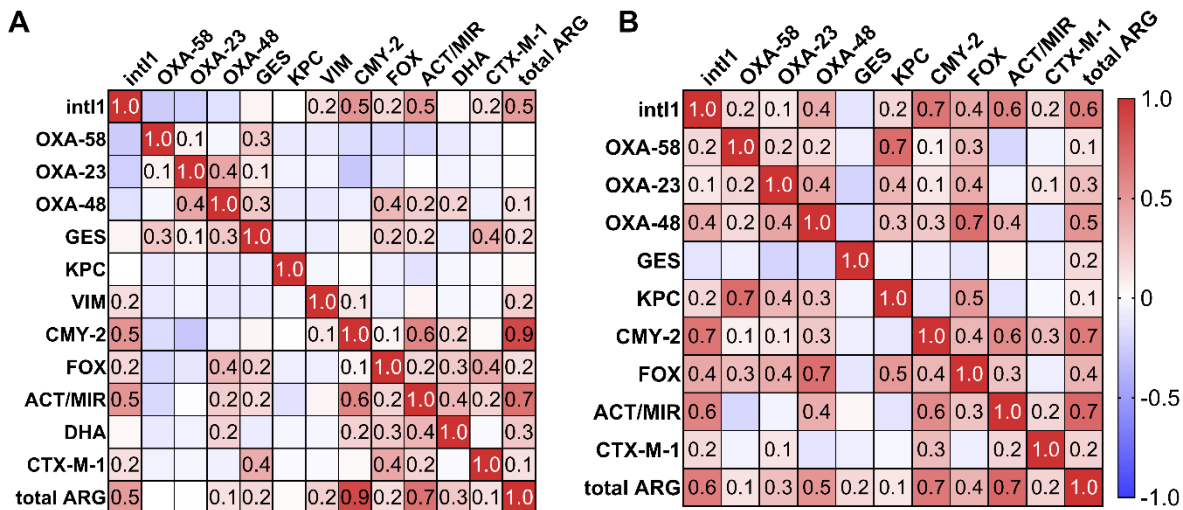 A
intI1 OXA-58 OXA-23 OXA-48 GES KPC VIM CMY-2 FOX ACT/MIR DHA CTX-M-1 total ARG
intI1 1.0 0.2 0.5 0.2 0.5 0.2 0.5
OXA-58 1.0 0.1 0.3
OXA-23 0.1 1.0 0.4 0.1
OXA-48 0.4 1.0 0.3 0.4 0.2 0.2 0.1
GES 0.3 0.1 0.3 1.0 0.2 0.2 0.4 0.2
KPC 1.0
VIM 0.2 1.0 0.1 0.2
CMY-2 0.5 0.1 1.0 0.1 0.6 0.2 0.9
FOX 0.2 0.4 0.2 0.1 1.0 0.2 0.3 0.4 0.2
ACT/MIR 0.5 0.2 0.2 0.6 0.2 1.0 0.4 0.2 0.7
DHA 0.2 0.2 0.3 0.4 1.0 0.3
CTX-M-1 0.2 0.4 0.4 0.2 1.0 0.1
total ARG 0.5 0.1 0.2 0.2 0.9 0.2 0.7 0.3 0.1 1.0
B
intI1 OXA-58 OXA-23 OXA-48 GES KPC CMY-2 FOX ACT/MIR CTX-M-1 total ARG
intI1 1.0 0.2 0.1 0.4 0.2 0.7 0.4 0.6 0.2 0.6
OXA-58 0.2 1.0 0.2 0.2 0.7 0.1 0.3 0.1
OXA-23 0.1 0.2 1.0 0.4 0.4 0.1 0.4 0.1 0.3
OXA-48 0.4 0.2 0.4 1.0 0.3 0.3 0.7 0.4 0.5
GES 1.0 0.2
KPC 0.2 0.7 0.4 0.3 1.0 0.5 0.1
CMY-2 0.7 0.1 0.1 0.3 1.0 0.4 0.6 0.3 0.7
FOX 0.4 0.3 0.4 0.7 0.5 0.4 1.0 0.3 0.4
ACT/MIR 0.6 0.4 0.6 0.3 1.0 0.2 0.7
CTX-M-1 0.2 0.1 0.3 0.2 1.0 0.2
total ARG 0.6 0.1 0.3 0.5 0.2 0.1 0.7 0.4 0.7 0.2 1.0
1.0
0.5
0
-0.5
-1.0